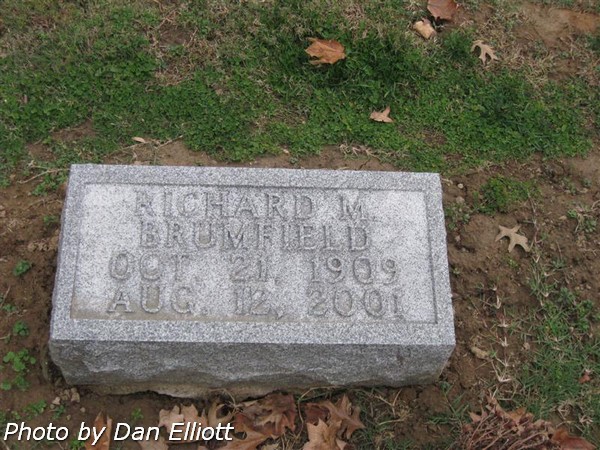 RICHARD M.
BRUMFIELD
OCT. 21, 1909
AUG. 12, 2001
Photo by Dan Elliott